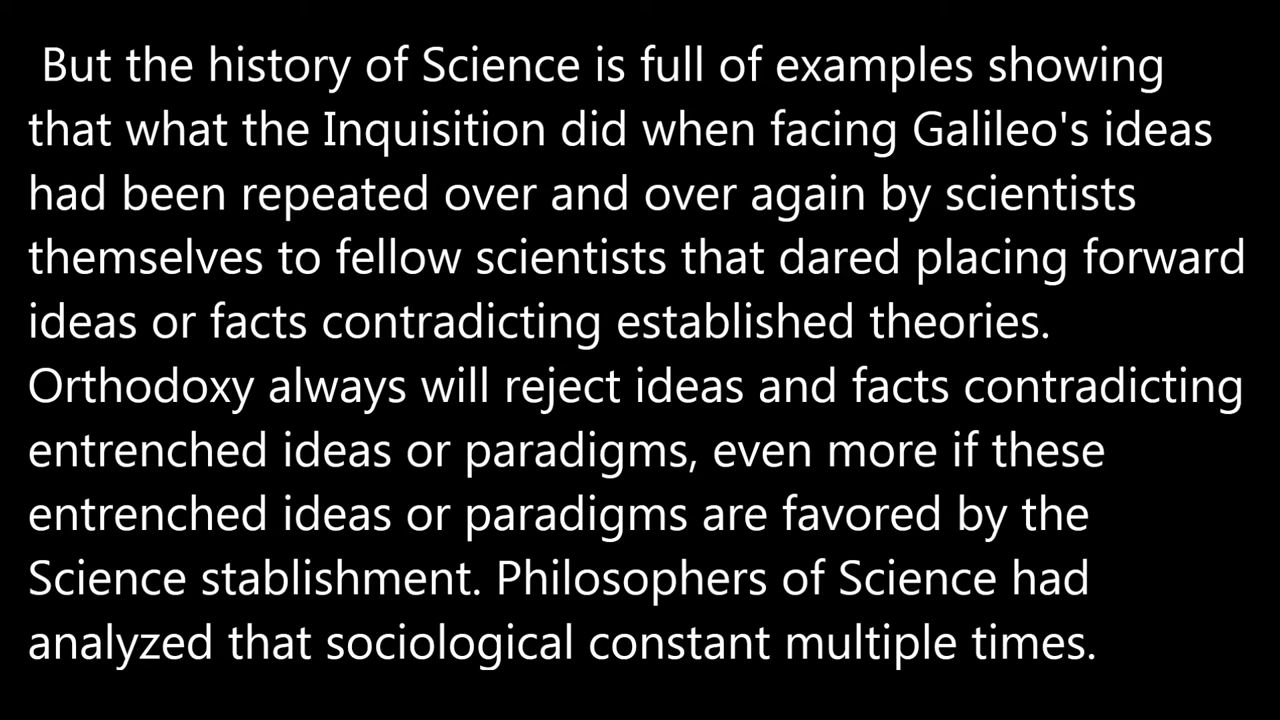 But the history of Science is full of examples showing
that what the Inquisition did when facing Galileo's ideas
had been repeated over and over again by scientists
themselves to fellow scientists that dared placing forward
ideas or facts contradicting established theories.
Orthodoxy always will reject ideas and facts contradicting
entrenched ideas or paradigms, even more if these
entrenched ideas or paradigms are favored by the
Science stablishment. Philosophers of Science had
analyzed that sociological constant multiple times.